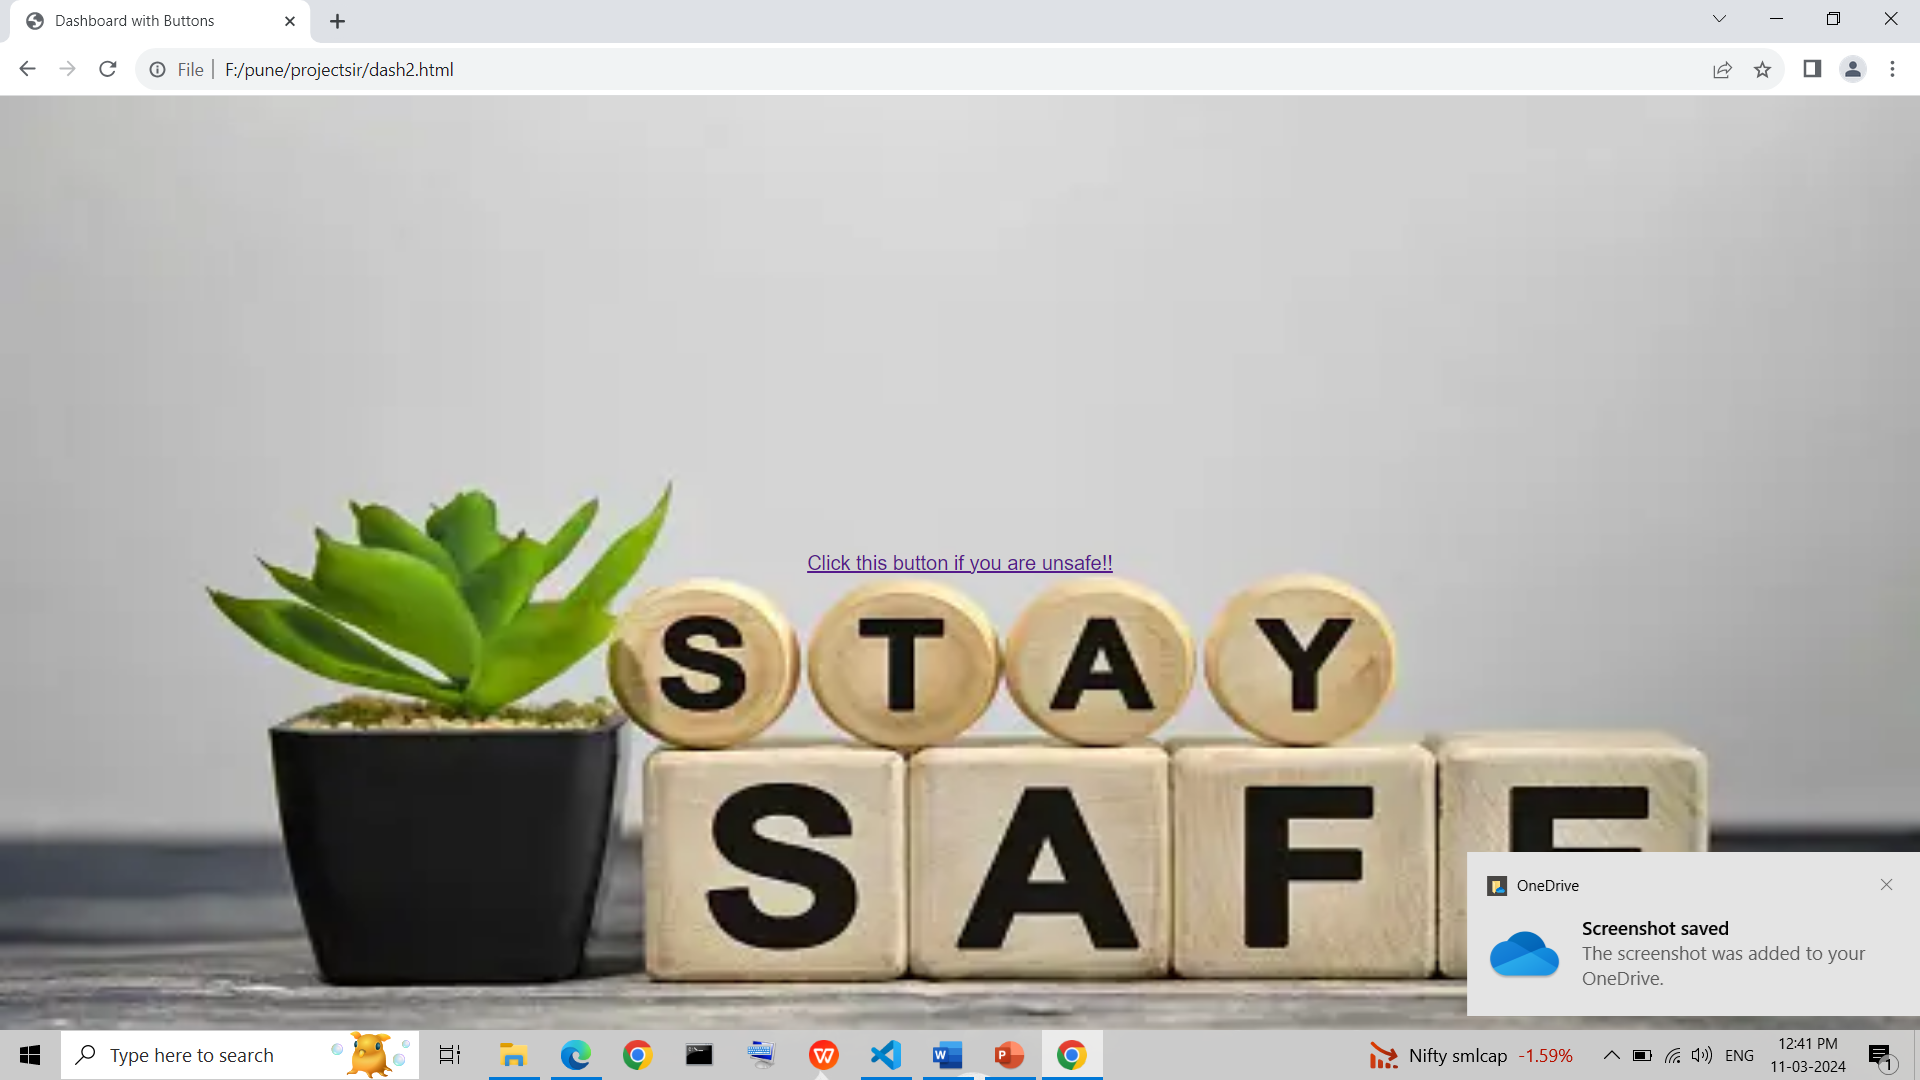 Dashboard with Buttons
File
F:/pune/projectsir/dash2.html
Click this button if you are unsafe!!
STAY
SAFE
OneDrive
Screenshot saved
The screenshot was added to your
OneDrive.
Type here to search
W
W
P
Nifty smlcap -1.59%
ENG
12:41 PM
11-03-2024
1